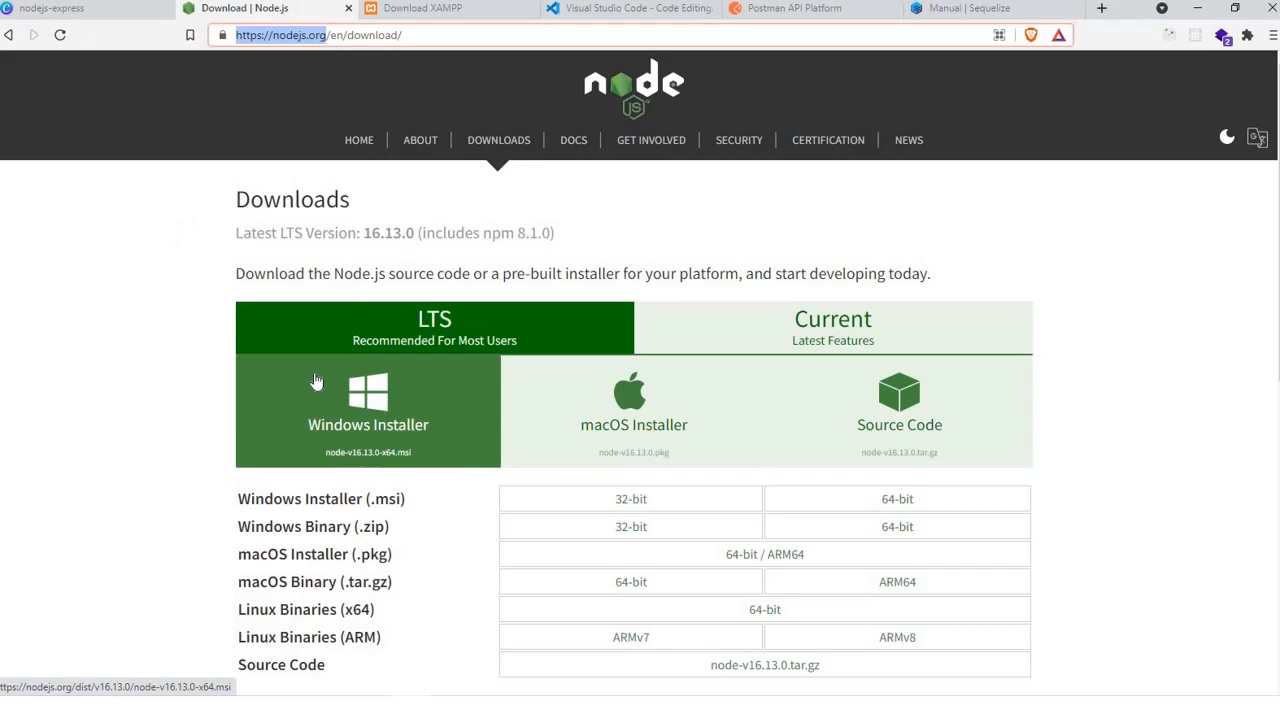 nodejs-express
Download | Node.js
Download XAMPP
Visual Studio Code - Code Editing.
Postman API Platform
Manual | Sequelize
https://nodejs.org/en/download/
2
node
JS
HOME
ABOUT
DOWNLOADS
DOCS
GET INVOLVED
SECURITY
CERTIFICATION
NEWS
Downloads
Latest LTS Version: 16.13.0 (includes npm 8.1.0)
Download the Node.js source code or a pre-built installer for your platform, and start developing today.
LTS
Recommended For Most Users
Current
Latest Features
Windows Installer
node-v16.13.0-x64.msi
macOS Installer
node-v16.13.0.pkg
Source Code
node-v16.13.0.tar.gz
Windows Installer (.msi) 32-bit 64-bit
Windows Binary (.zip) 32-bit 64-bit
macOS Installer (.pkg) 64-bit / ARM64
macOS Binary (.tar.gz) 64-bit ARM64
Linux Binaries (x64) 64-bit
Linux Binaries (ARM) ARMv7 ARMv8
Source Code node-v16.13.0.tar.gz
ttps://nodejs.org/dist/v16.13.0/node-v16.13.0-x64.msi